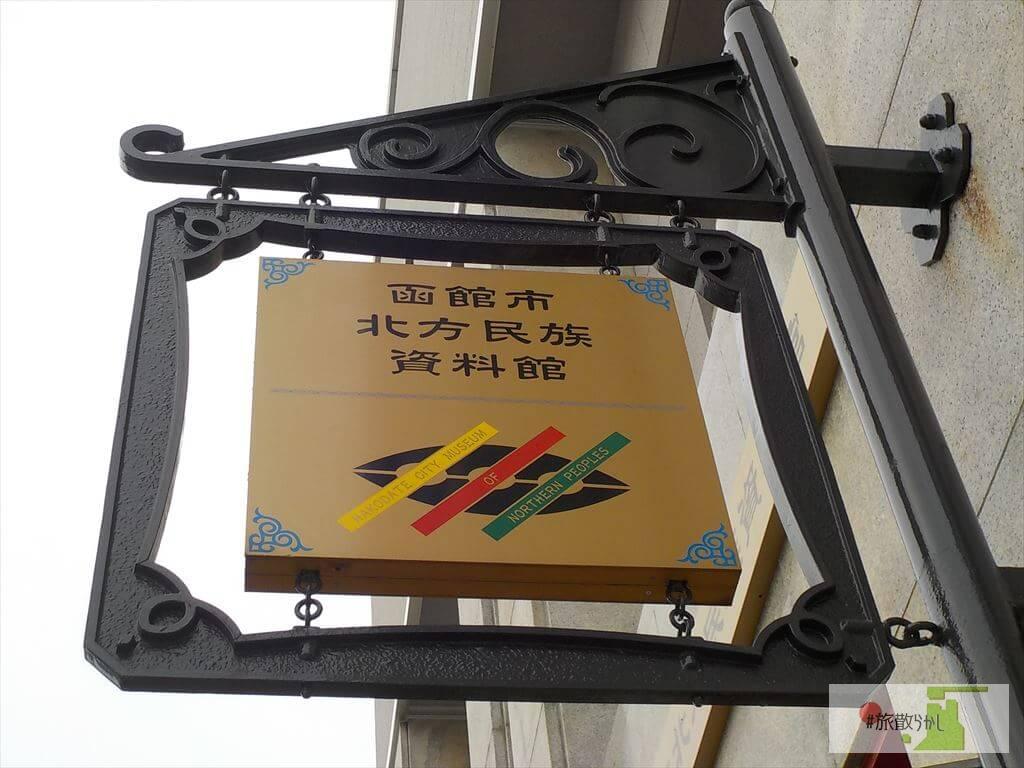 函館市
北方民族
資料館
HAKODATE CITY MUSEUM
OF
NORTHERN PEOPLES
#旅散らかし